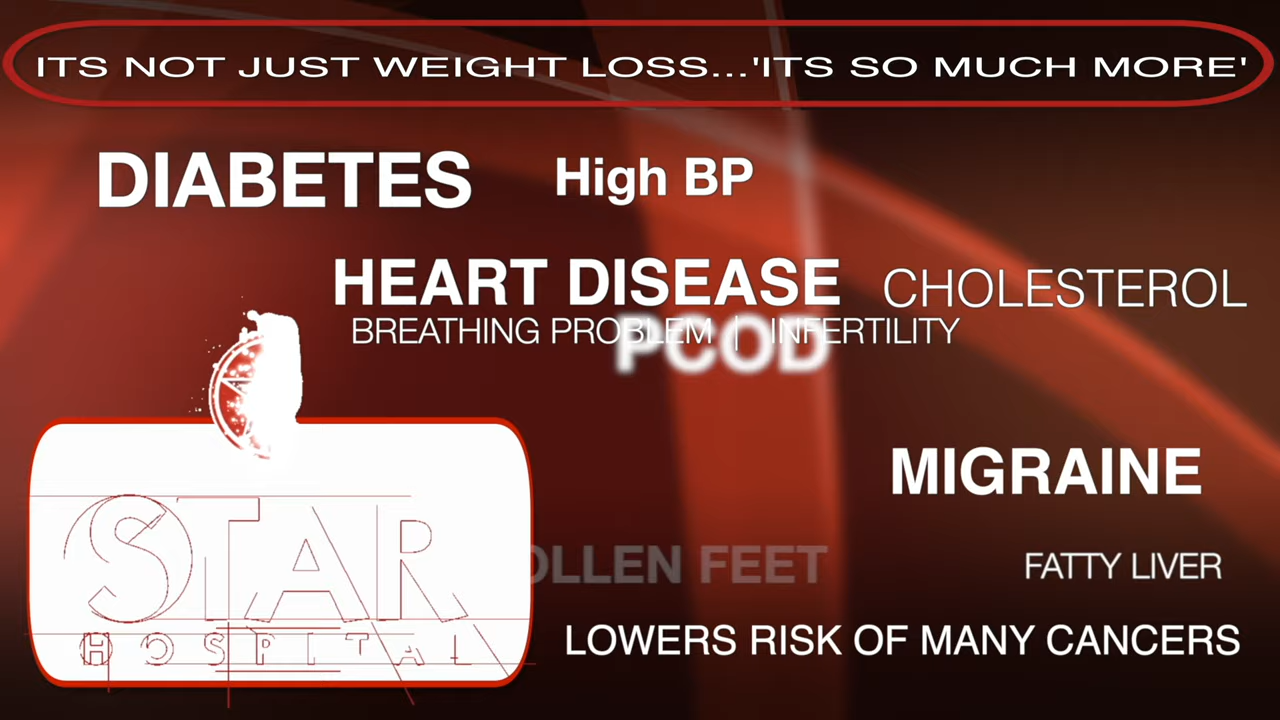 ITS NOT JUST WEIGHT LOSS...'ITS SO MUCH MORE'
DIABETES
High BP
HEART DISEASE
CHOLESTEROL
BREATHING PROBLEM | INFERTILITY
PCOD
MIGRAINE
FEET
FATTY LIVER
LOWERS RISK OF MANY CANCERS
STAR
HOSPITAL